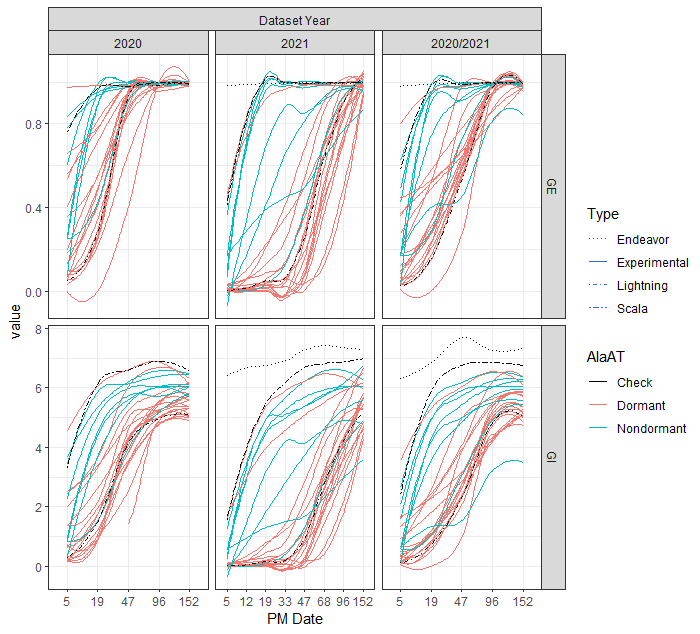 Dataset Year
2020 2021 2020/2021
0.8
0.4
0.0
GE
8
6
4
2
0
GI
value
5 19 47 96 152 5 12 19 33 47 68 96 152 5 19 47 96 152
PM Date
Type
Endeavor
Experimental
Lightning
Scala
AlaAT
Check
Dormant
Nondormant